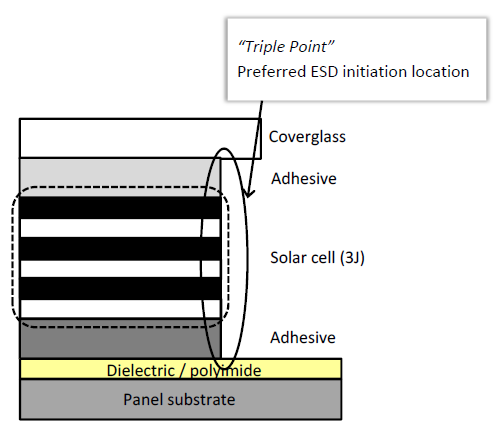 “Triple Point”
Preferred ESD initiation location
Coverglass
Adhesive
Solar cell (3J)
Adhesive
Dielectric / polyimide
Panel substrate